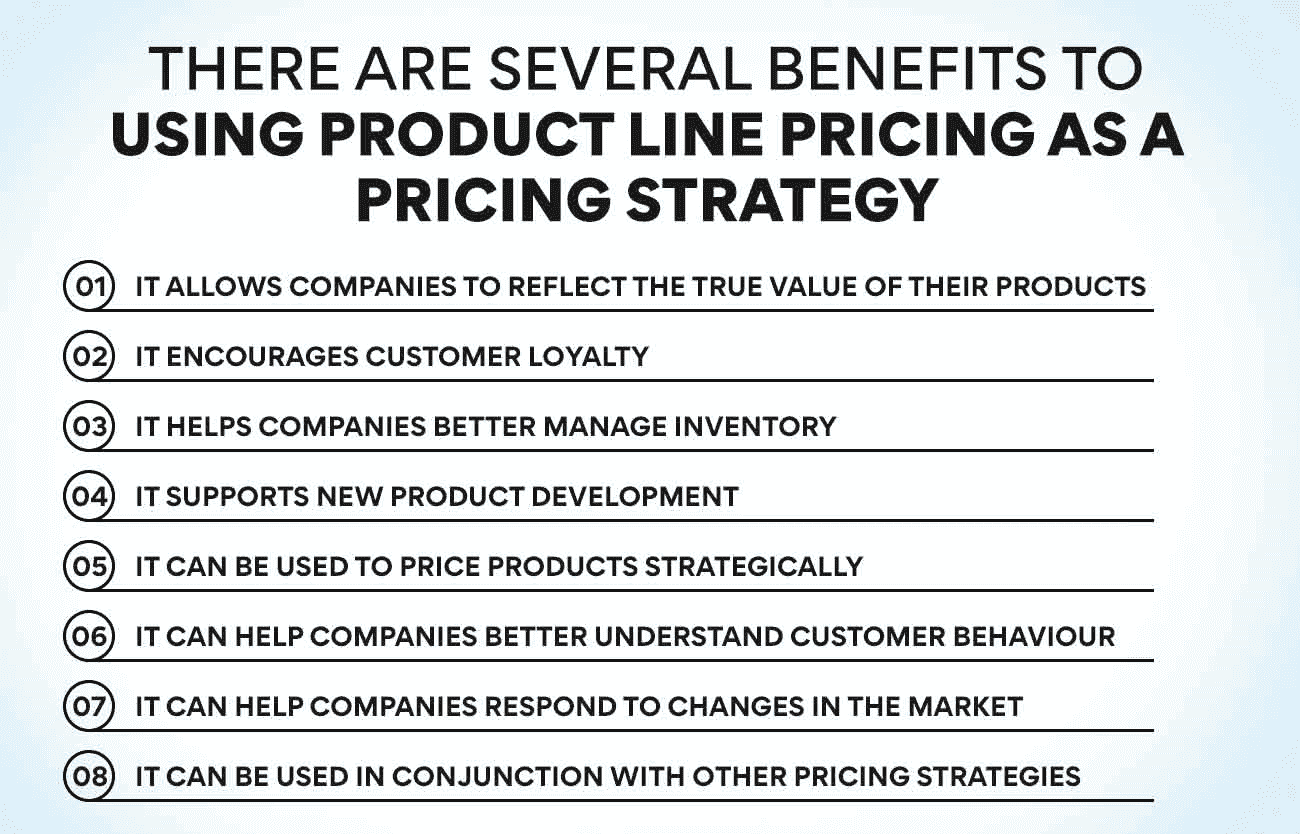 THERE ARE SEVERAL BENEFITS TO
USING PRODUCT LINE PRICING AS A
PRICING STRATEGY
01 IT ALLOWS COMPANIES TO REFLECT THE TRUE VALUE OF THEIR PRODUCTS
02 IT ENCOURAGES CUSTOMER LOYALTY
03 IT HELPS COMPANIES BETTER MANAGE INVENTORY
04 IT SUPPORTS NEW PRODUCT DEVELOPMENT
05 IT CAN BE USED TO PRICE PRODUCTS STRATEGICALLY
06 IT CAN HELP COMPANIES BETTER UNDERSTAND CUSTOMER BEHAVIOUR
07 IT CAN HELP COMPANIES RESPOND TO CHANGES IN THE MARKET
08 IT CAN BE USED IN CONJUNCTION WITH OTHER PRICING STRATEGIES